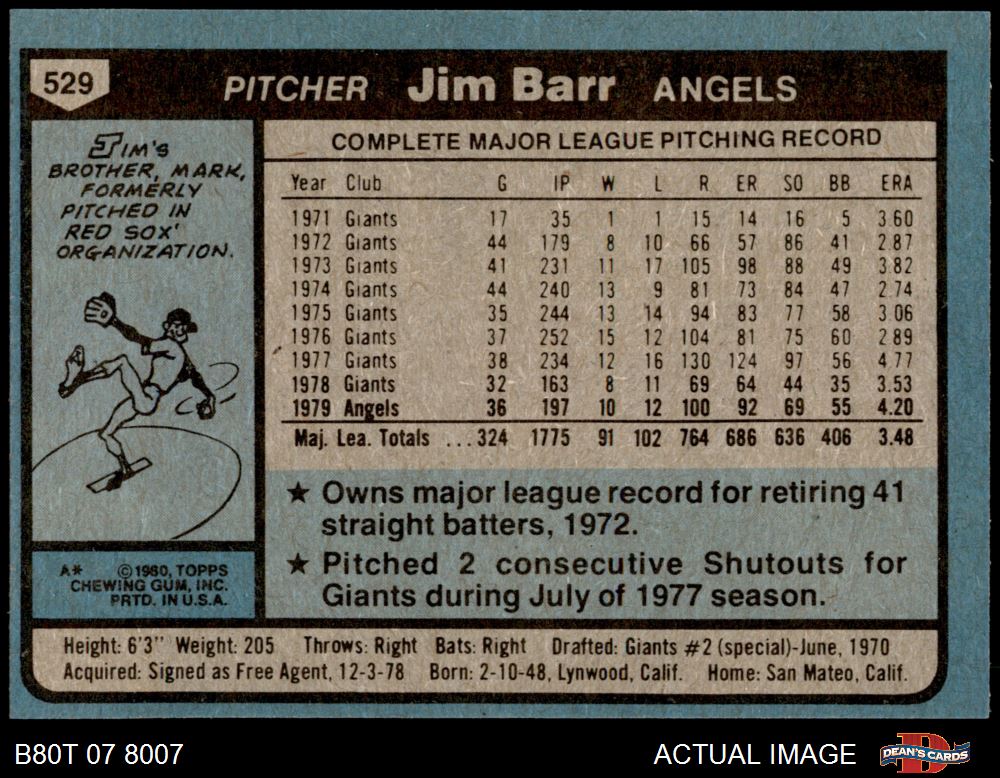 529 PITCHER Jim Barr ANGELS
JIM'S
BROTHER, MARK,
FORMERLY
PITCHED IN
RED SOX'
ORGANIZATION.
COMPLETE MAJOR LEAGUE PITCHING RECORD
Year Club G IP W L R ER SO BB ERA
1971 Giants 17 35 1 1 15 14 16 5 3.60
1972 Giants 44 179 8 10 66 57 86 41 2.87
1973 Giants 41 231 11 17 105 98 88 49 3.82
1974 Giants 44 240 13 9 81 73 84 47 2.74
1975 Giants 35 244 13 14 94 83 77 58 3.06
1976 Giants 37 252 15 12 104 81 75 60 2.89
1977 Giants 38 234 12 16 130 124 97 56 4.77
1978 Giants 32 163 8 11 69 64 44 35 3.53
1979 Angels 36 197 10 12 100 92 69 55 4.20
Maj. Lea. Totals ...324 1775 91 102 764 686 636 406 3.48
★ Owns major league record for retiring 41
straight batters, 1972.
★ Pitched 2 consecutive Shutouts for
Giants during July of 1977 season.
A* ©1980, TOPPS
CHEWING GUM, INC.
PRTD. IN U.S.A.
Height: 6'3" Weight: 205 Throws: Right Bats: Right Drafted: Giants #2 (special)-June, 1970
Acquired: Signed as Free Agent, 12-3-78 Born: 2-10-48, Lynwood, Calif. Home: San Mateo, Calif.
B80T 07 8007 ACTUAL IMAGE D DEAN'S CARDS